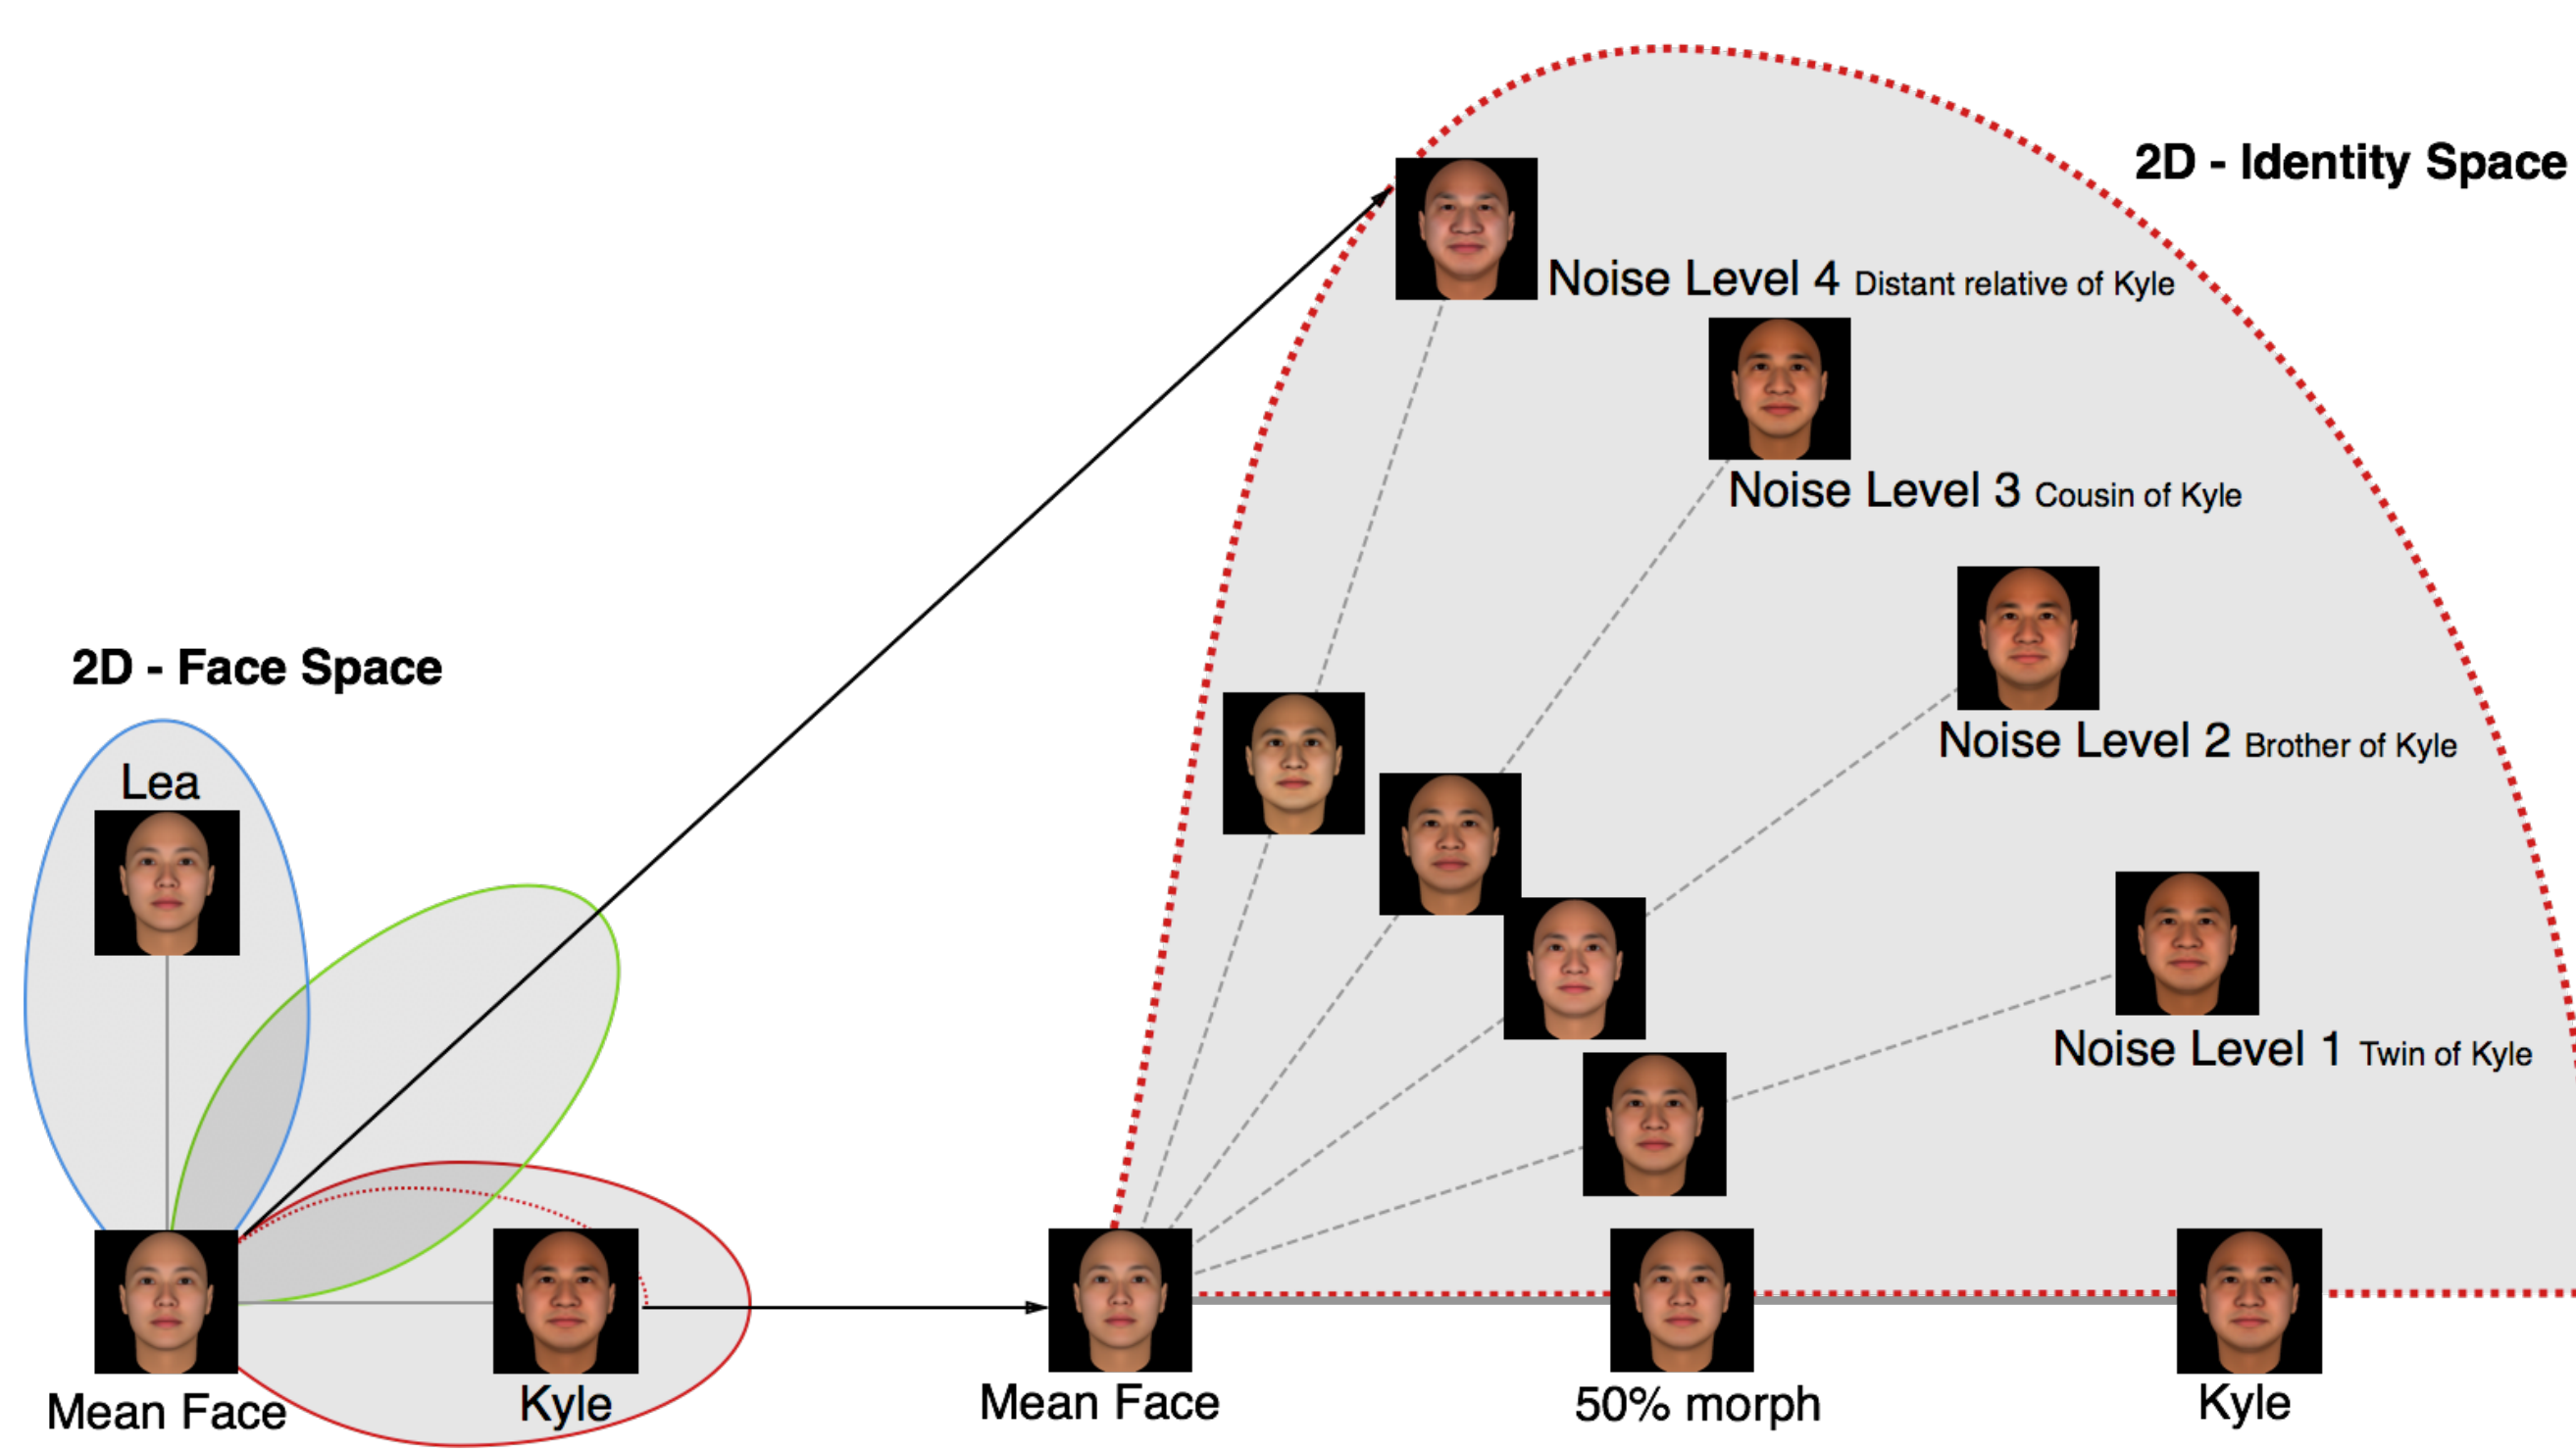 2D - Identity Space
Noise Level 4 Distant relative of Kyle
Noise Level 3 Cousin of Kyle
2D - Face Space
Noise Level 2 Brother of Kyle
Lea
Noise Level 1 Twin of Kyle
Mean Face
Kyle
Mean Face
50% morph
Kyle